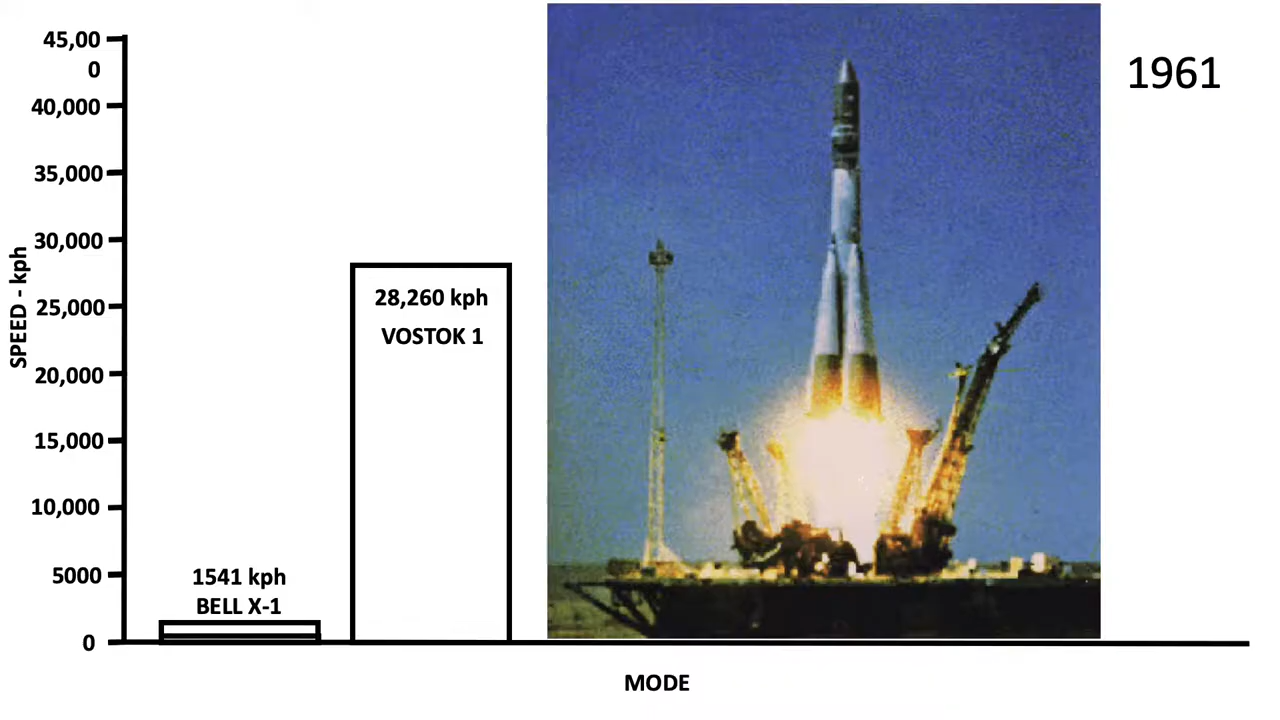 45,00
0
40,000
35,000
30,000
25,000
20,000
15,000
10,000
5000
0
SPEED - kph
1541 kph
BELL X-1
28,260 kph
VOSTOK 1
1961
MODE